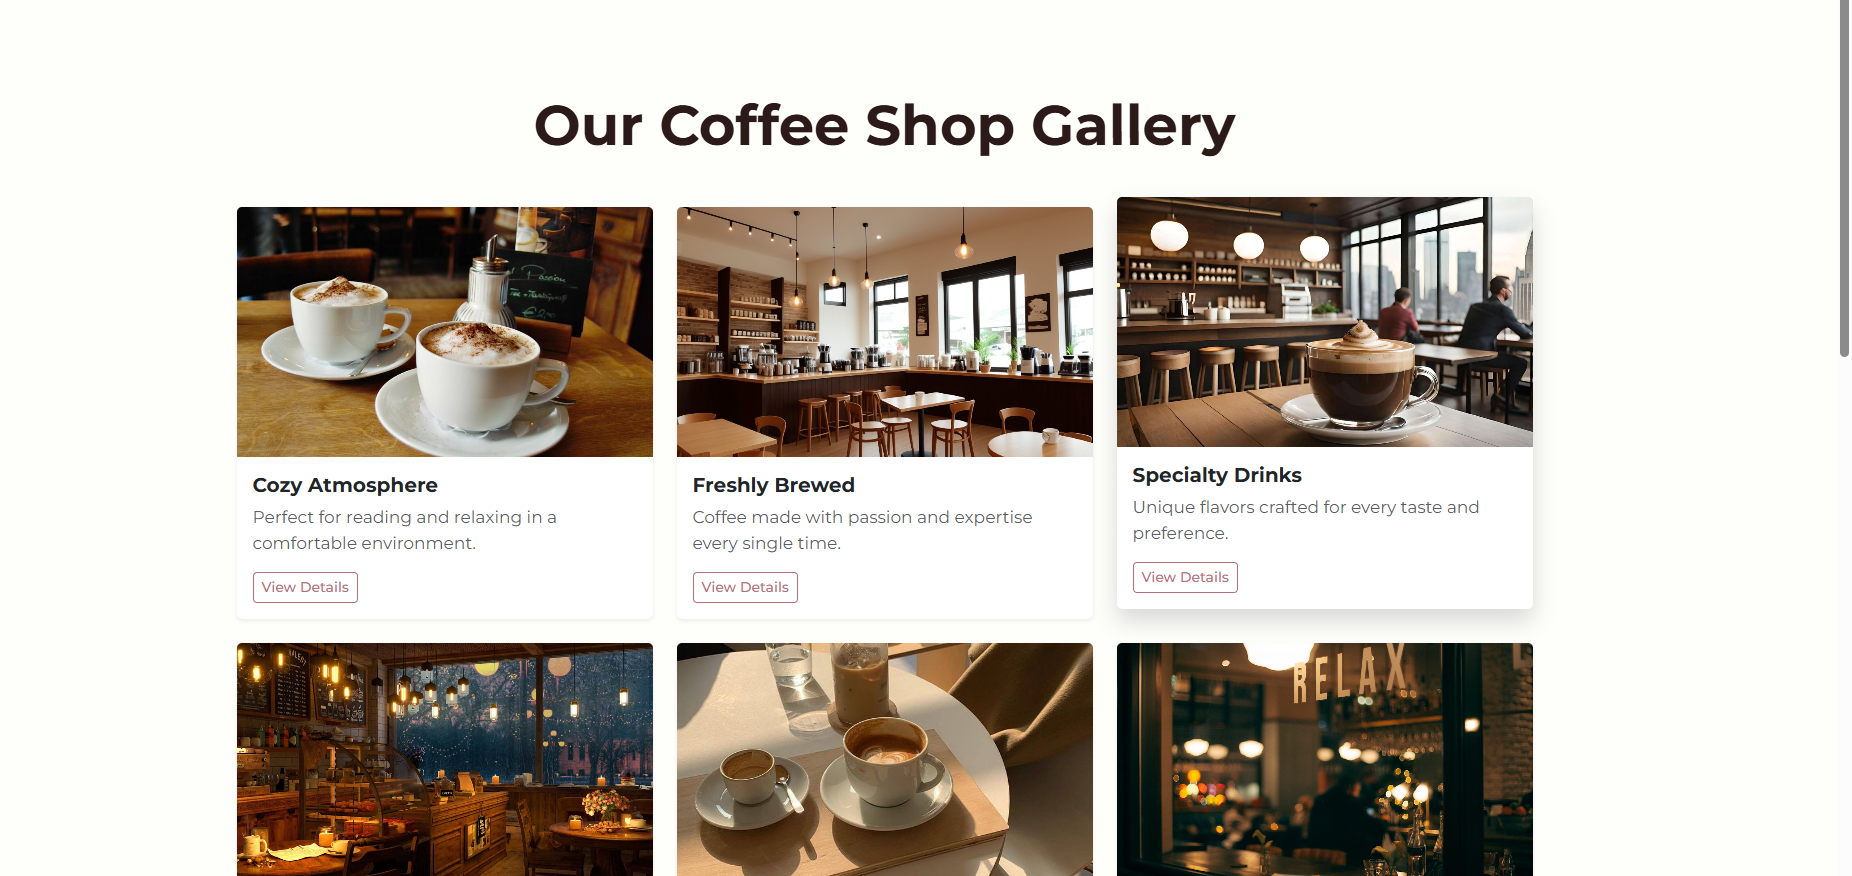 Our Coffee Shop Gallery
Passion
Cozy Atmosphere
Perfect for reading and relaxing in a
comfortable environment.
View Details
Freshly Brewed
Coffee made with passion and expertise
every single time.
View Details
Specialty Drinks
Unique flavors crafted for every taste and
preference.
View Details
RELAX